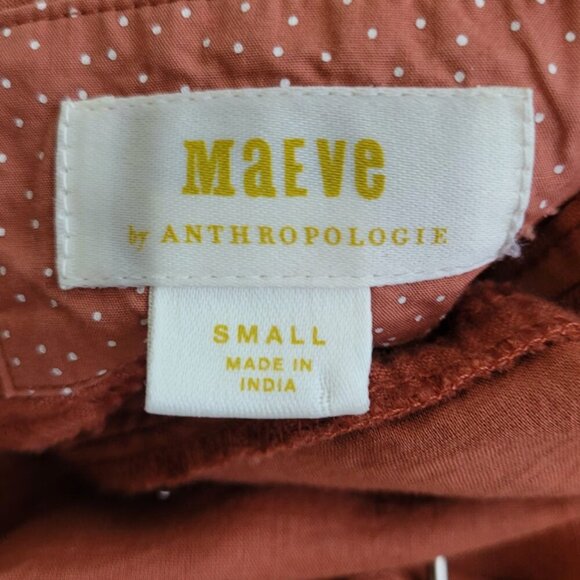 MaEVe
by ANTHROPOLOGIE
SMALL
MADE IN
INDIA